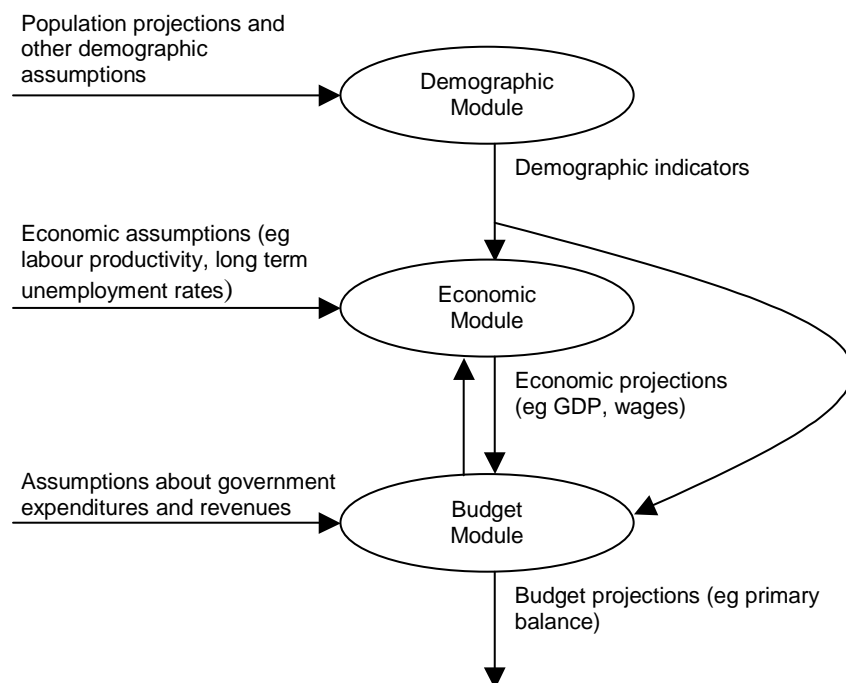 Population projections and
other demographic
assumptions
Demographic
Module
Demographic indicators
Economic assumptions (eg
labour productivity, long term
unemployment rates)
Economic
Module
Economic projections
(eg GDP, wages)
Assumptions about government
expenditures and revenues
Budget
Module
Budget projections (eg primary
balance)